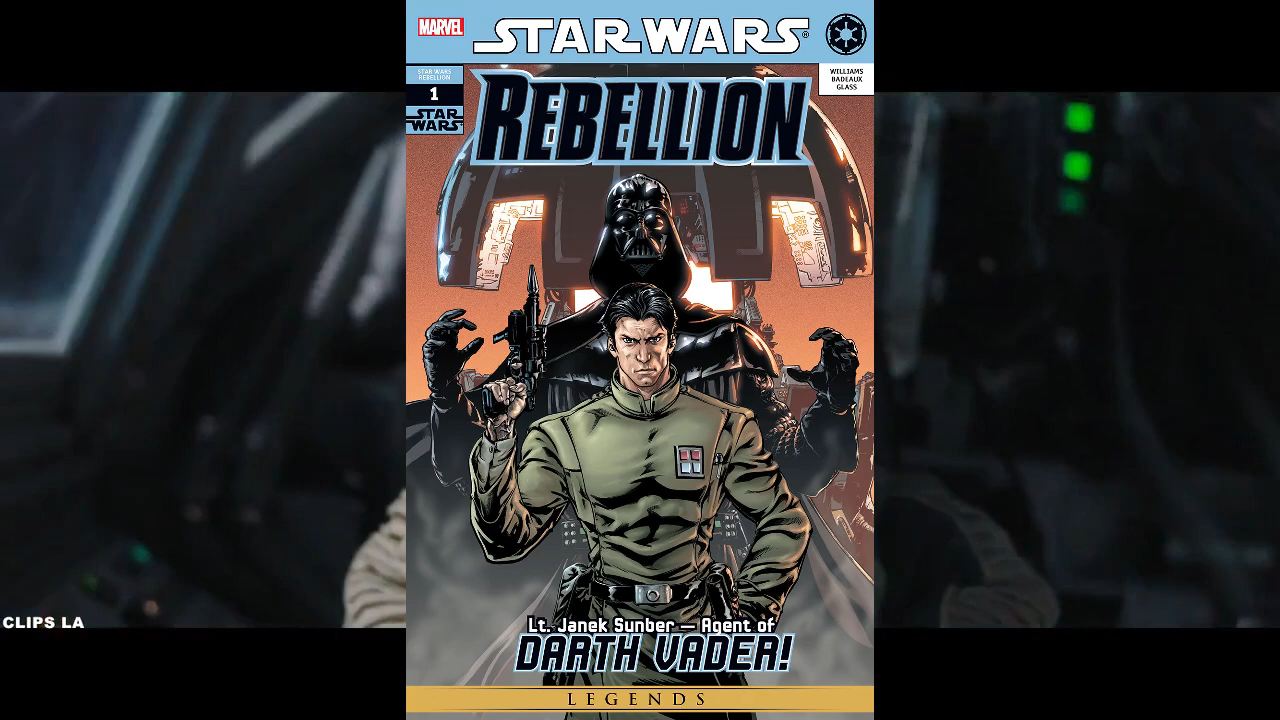 MARVEL
STAR WARS®
STAR WARS
REBELLION
1
STAR
WARS
WILLIAMS
BADEAUX
GLASS
REBELLION
Lt. Janek Sunber — Agent of
DARTH VADER!
LEGENDS
CLIPS LA